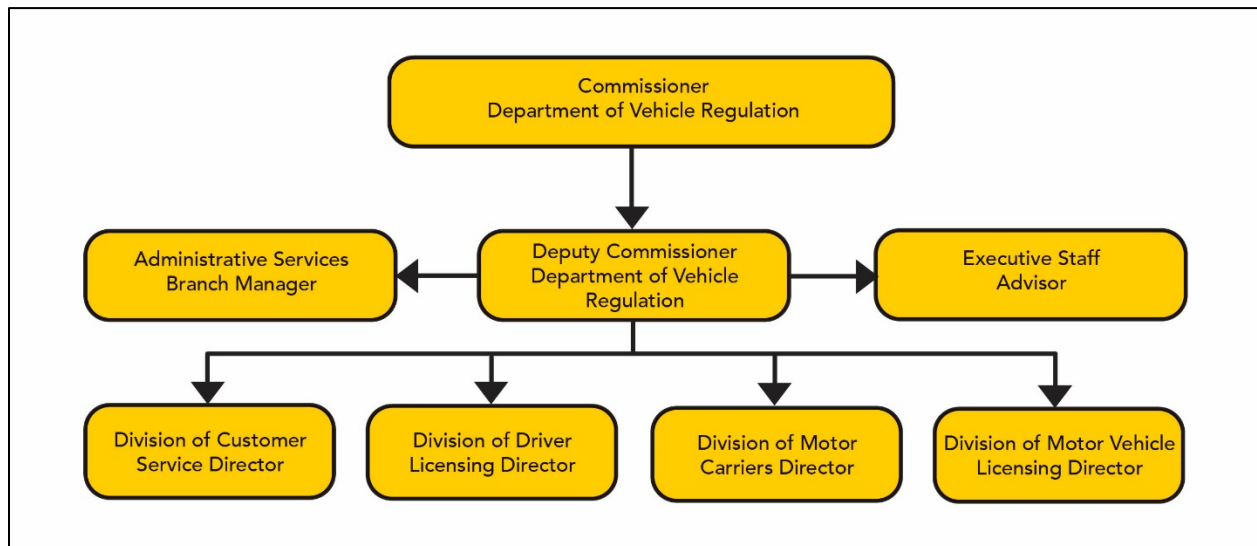 Commissioner
Department of Vehicle Regulation
Administrative Services
Branch Manager
Deputy Commissioner
Department of Vehicle
Regulation
Executive Staff
Advisor
Division of Customer
Service Director
Division of Driver
Licensing Director
Division of Motor
Carriers Director
Division of Motor Vehicle
Licensing Director